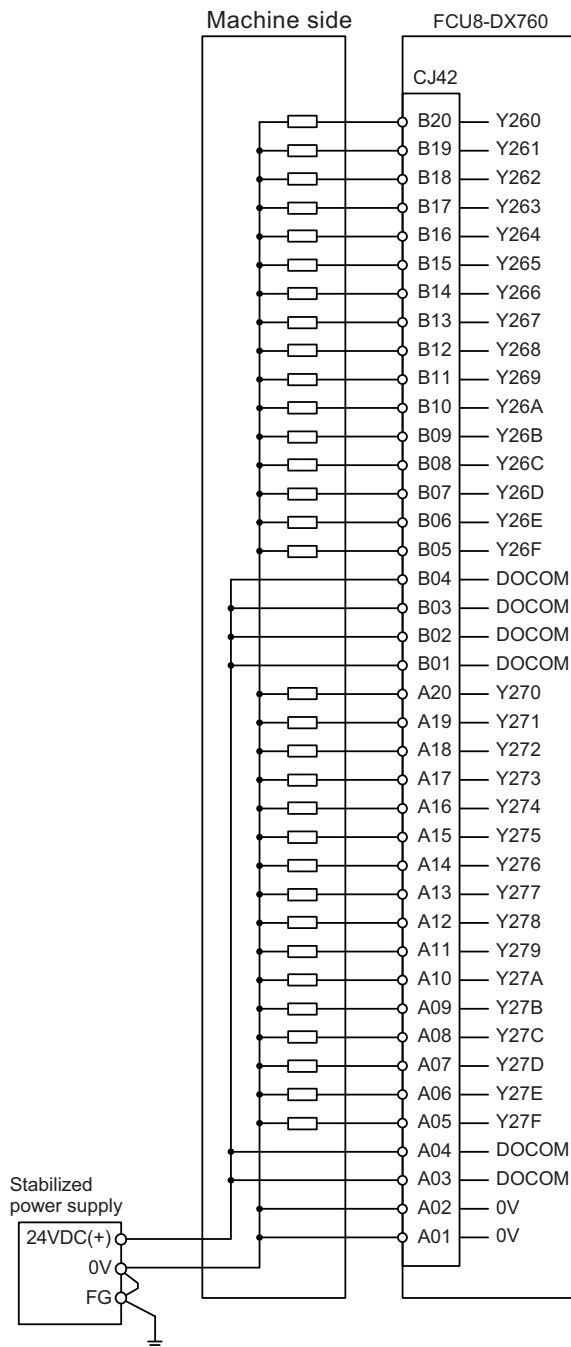 Machine side FCU8-DX760
CJ42
B20 Y260
B19 Y261
B18 Y262
B17 Y263
B16 Y264
B15 Y265
B14 Y266
B13 Y267
B12 Y268
B11 Y269
B10 Y26A
B09 Y26B
B08 Y26C
B07 Y26D
B06 Y26E
B05 Y26F
B04 DOCOM
B03 DOCOM
B02 DOCOM
B01 DOCOM
A20 Y270
A19 Y271
A18 Y272
A17 Y273
A16 Y274
A15 Y275
A14 Y276
A13 Y277
A12 Y278
A11 Y279
A10 Y27A
A09 Y27B
A08 Y27C
A07 Y27D
A06 Y27E
A05 Y27F
A04 DOCOM
A03 DOCOM
A02 0V
A01 0V
Stabilized
power supply
24VDC(+)
0V
FG